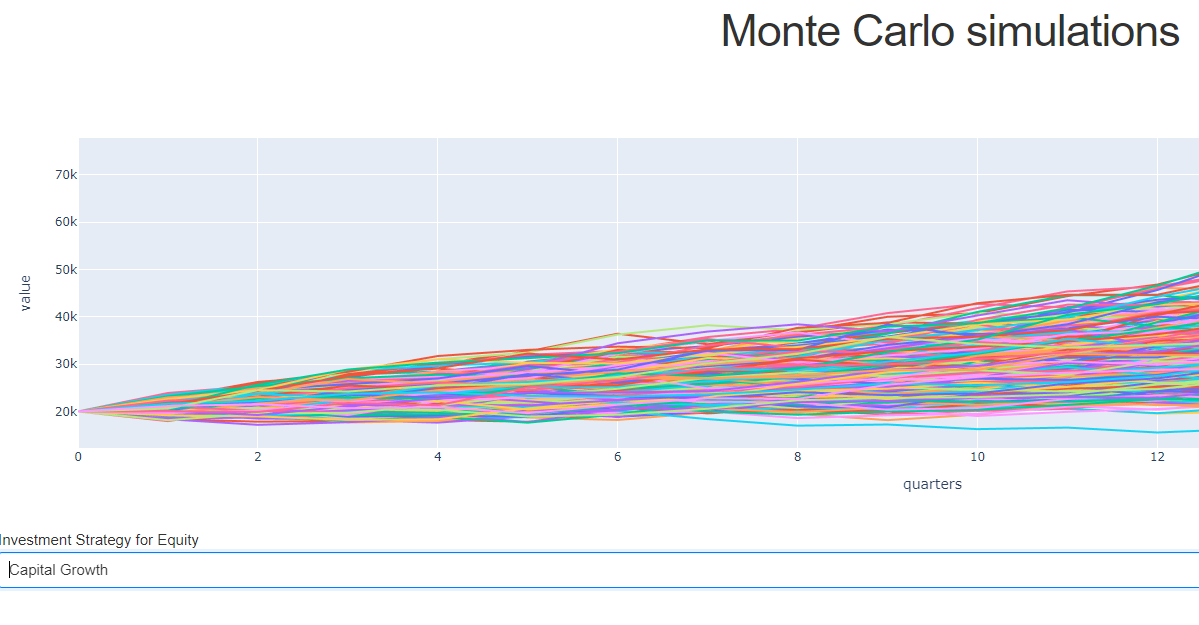 Monte Carlo simulations
70k
60k
50k
40k
30k
20k
value
0 2 4 6 8 10 12
quarters
Investment Strategy for Equity
Capital Growth